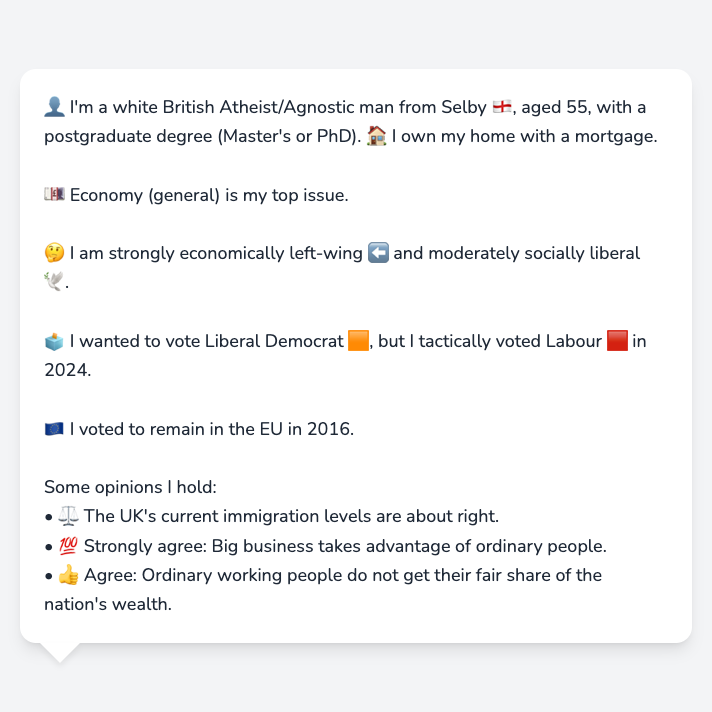 👤 I'm a white British Atheist/Agnostic man from Selby 🏴󠁧󠁢󠁥󠁮󠁧󠁿, aged 55, with a
postgraduate degree (Master's or PhD). 🏠 I own my home with a mortgage.
💷 Economy (general) is my top issue.
🤔 I am strongly economically left-wing ⬅️ and moderately socially liberal
🕊️.
🗳️ I wanted to vote Liberal Democrat 🟧, but I tactically voted Labour 🟥 in
2024.
🇪🇺 I voted to remain in the EU in 2016.
Some opinions I hold:
• ⚖️ The UK's current immigration levels are about right.
• 💯 Strongly agree: Big business takes advantage of ordinary people.
• 👍 Agree: Ordinary working people do not get their fair share of the
nation's wealth.